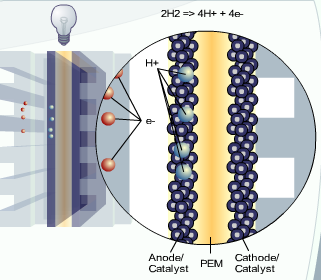 2H2 => 4H+ + 4e-
H+
e-
Anode/
Catalyst
PEM
Cathode/
Catalyst